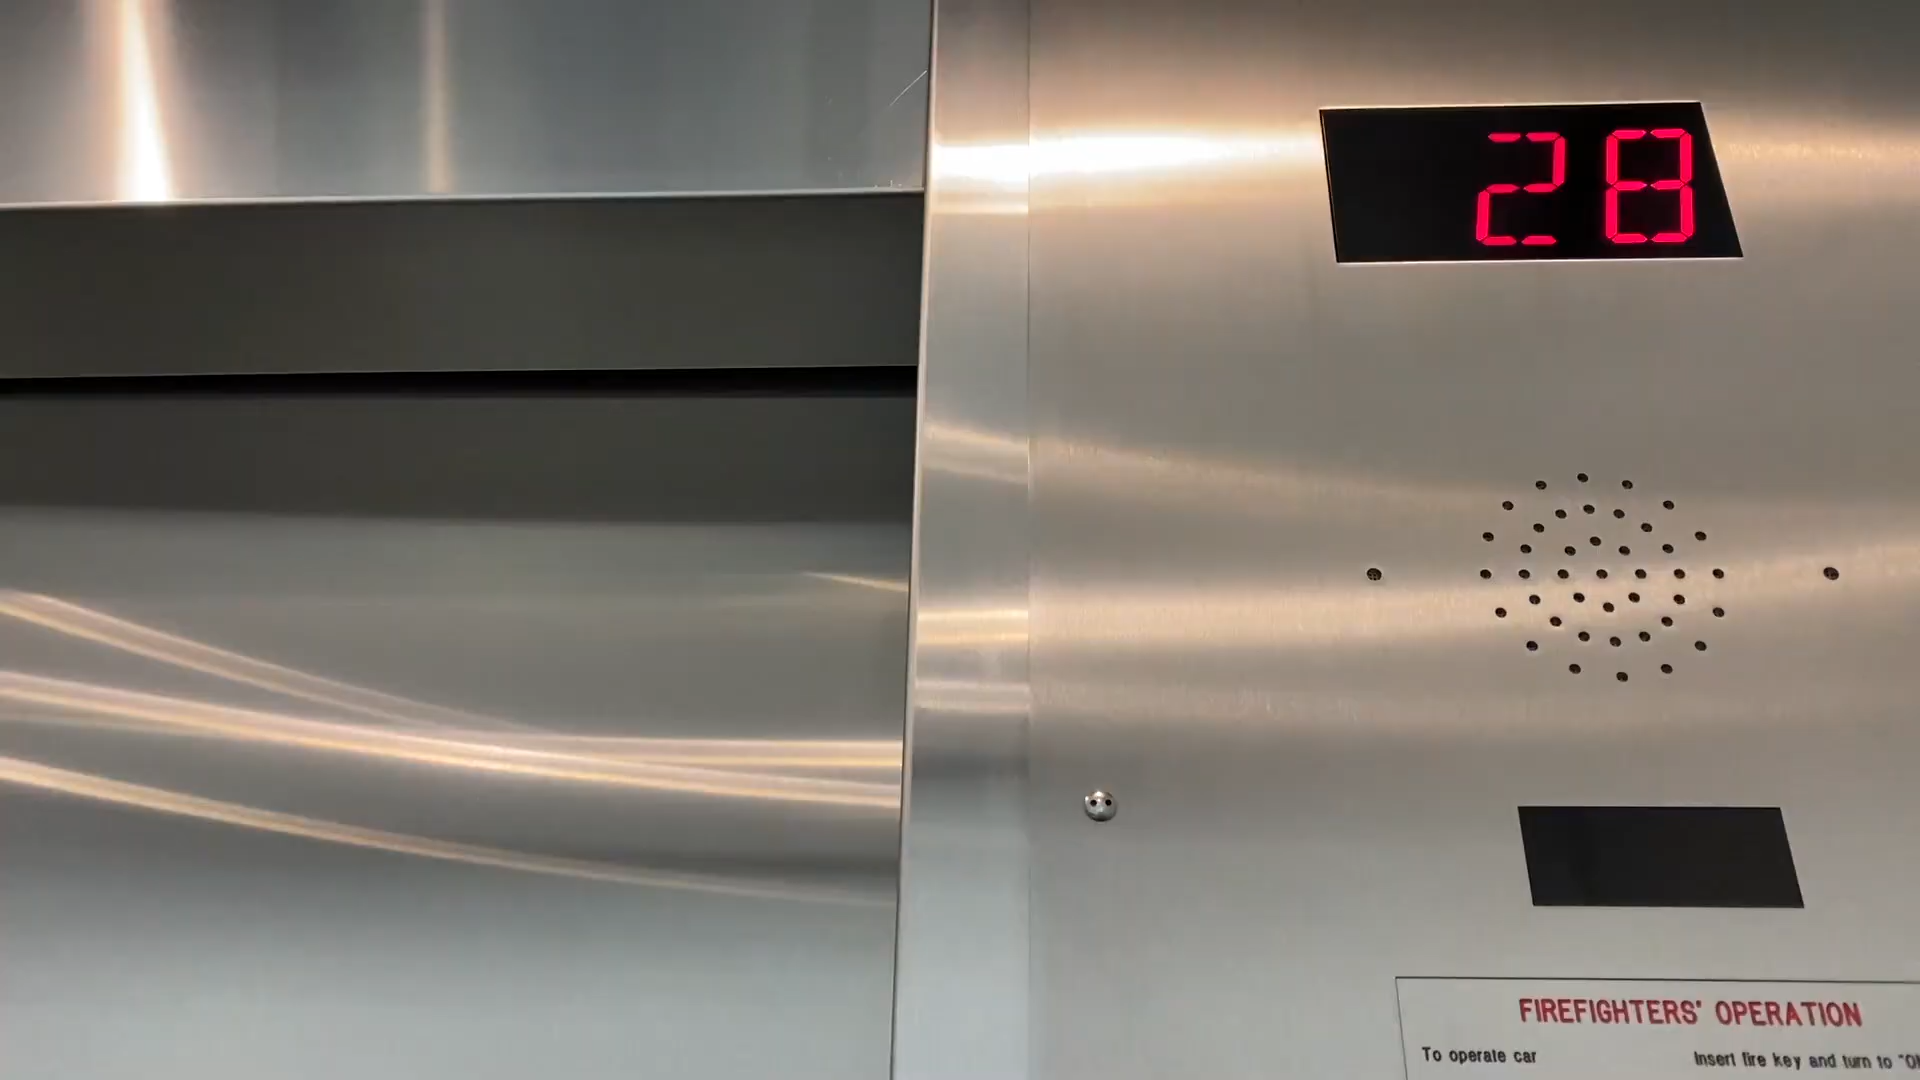 28
FIREFIGHTERS' OPERATION
To operate car Insert fire key and turn to